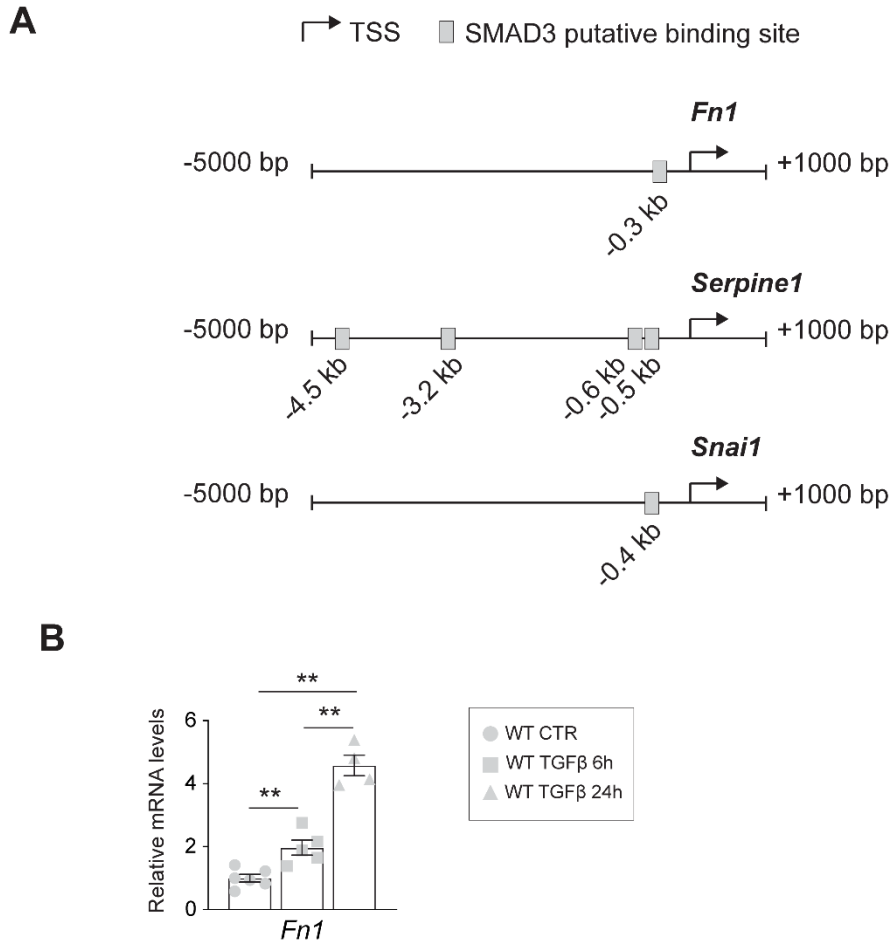 A
TSS SMAD3 putative binding site
Fn1
-5000 bp +1000 bp
-0.3 kb
Serpine1
-5000 bp +1000 bp
-4.5 kb -3.2 kb -0.6 kb -0.5 kb
Snai1
-5000 bp +1000 bp
-0.4 kb
B
**
**
**
Relative mRNA levels
6
4
2
0
Fn1
WT CTR
WT TGFβ 6h
WT TGFβ 24h